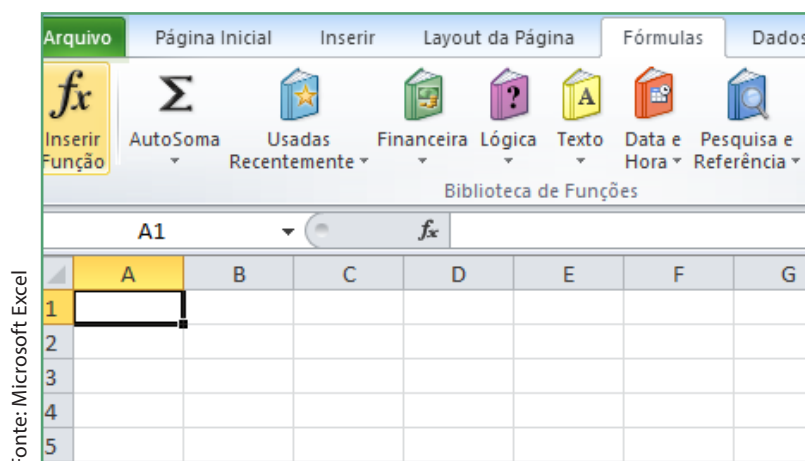 Arquivo Página Inicial Inserir Layout da Página Fórmulas Dados
fx Σ ? A
Inserir Função AutoSoma Usadas Recentemente Financeira Lógica Texto Data e Hora Pesquisa e Referência
Biblioteca de Funções
A1 fx
A B C D E F G
1
2
3
4
5
Fonte: Microsoft Excel